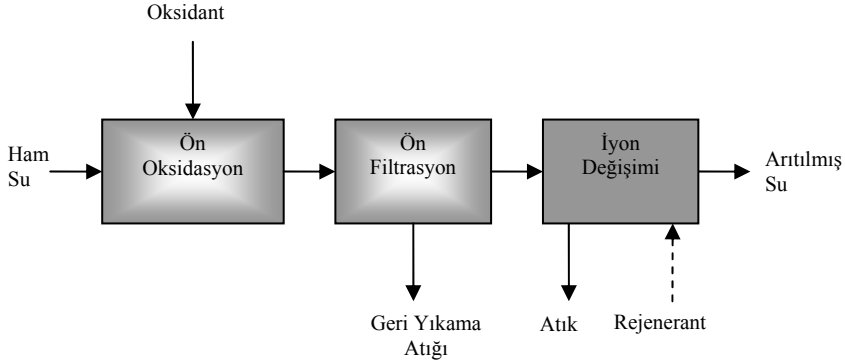 Oksidant
Ham
Su
Ön
Oksidasyon
Ön
Filtrasyon
İyon
Değişimi
Arıtılmış
Su
Geri Yıkama
Atığı
Atık
Rejenerant